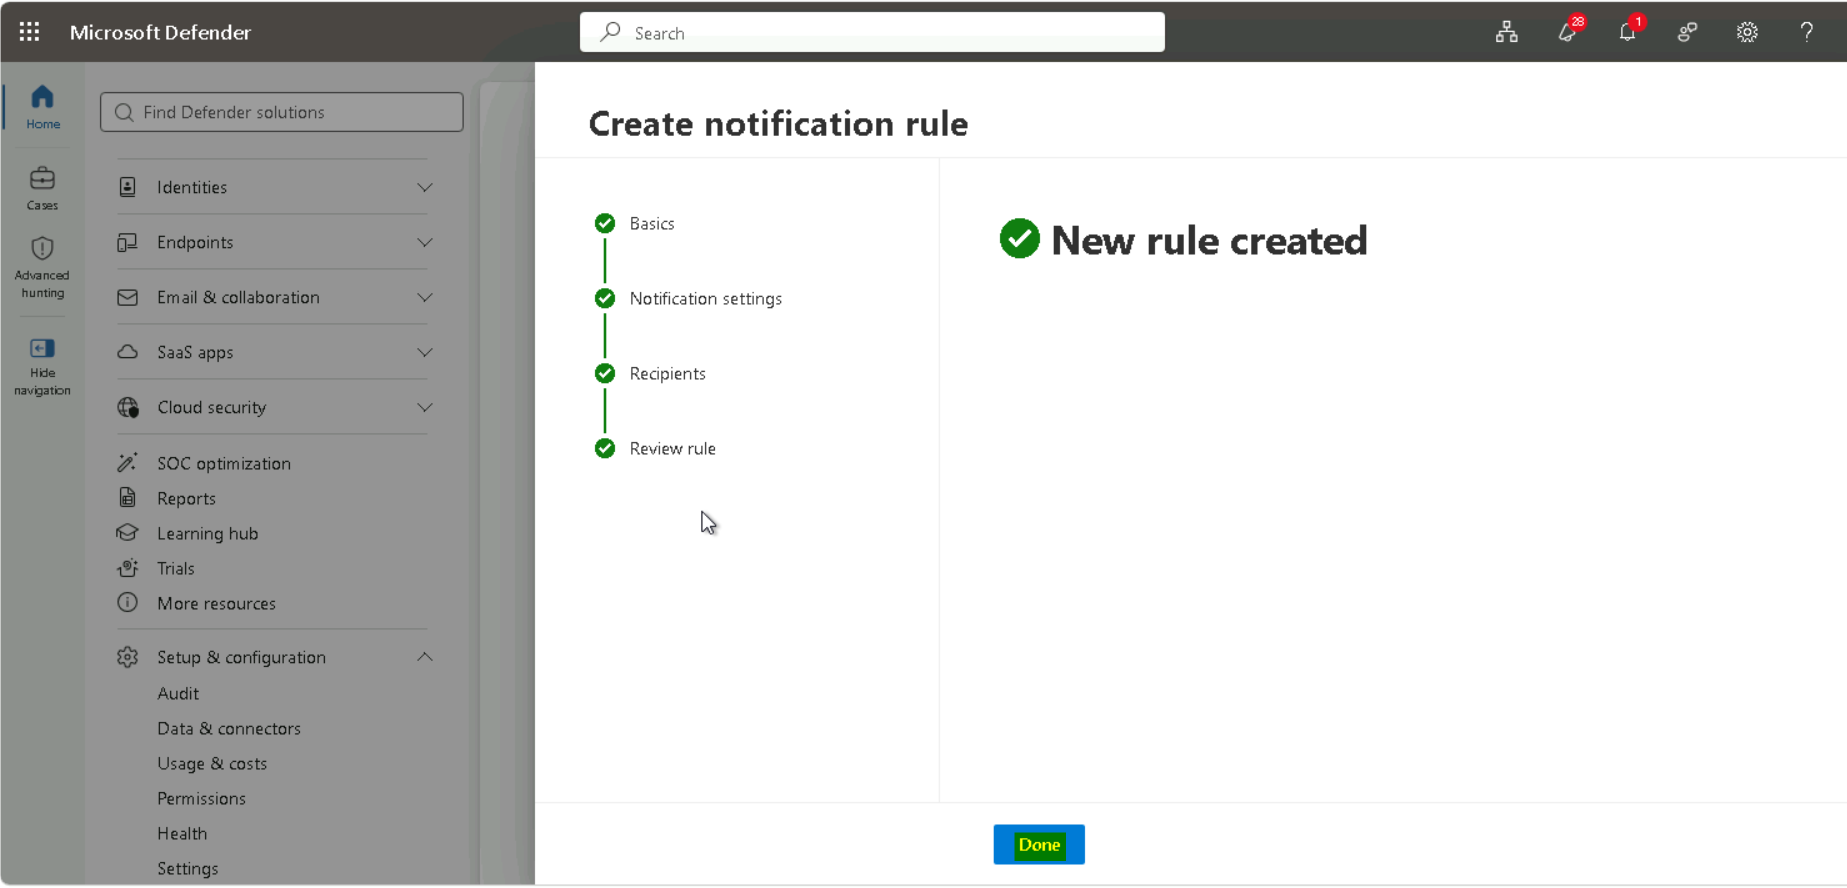 Microsoft Defender
Search
28
1
?
Home
Cases
Advanced
hunting
Hide
navigation
Find Defender solutions
Identities
Endpoints
Email & collaboration
SaaS apps
Cloud security
SOC optimization
Reports
Learning hub
Trials
More resources
Setup & configuration
Audit
Data & connectors
Usage & costs
Permissions
Health
Settings
Create notification rule
Basics
Notification settings
Recipients
Review rule
New rule created
Done